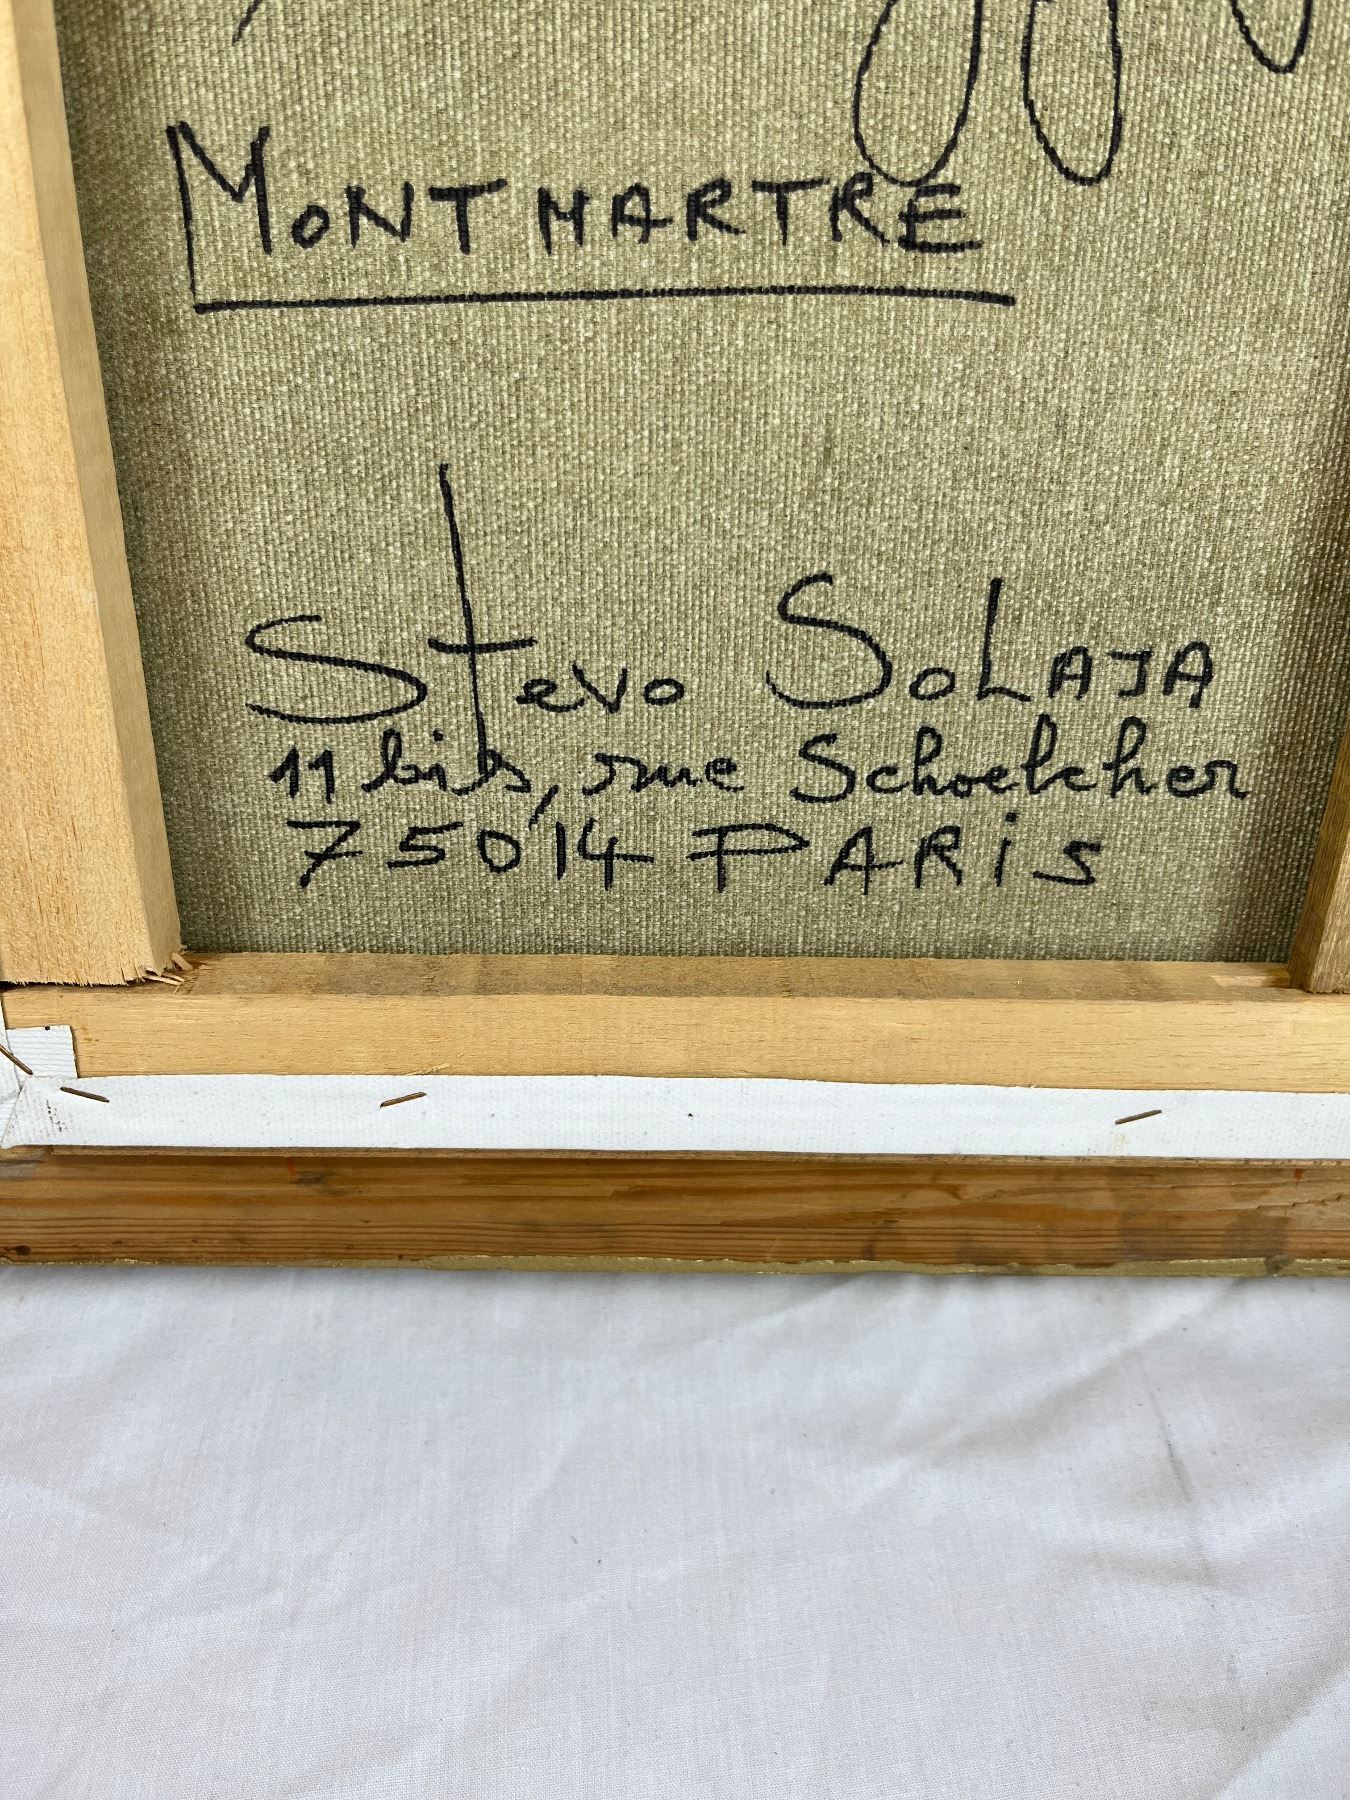 MONTMARTRE
Stevo SOLAJA
11 bis, rue Schoelcher
75014 PARiS